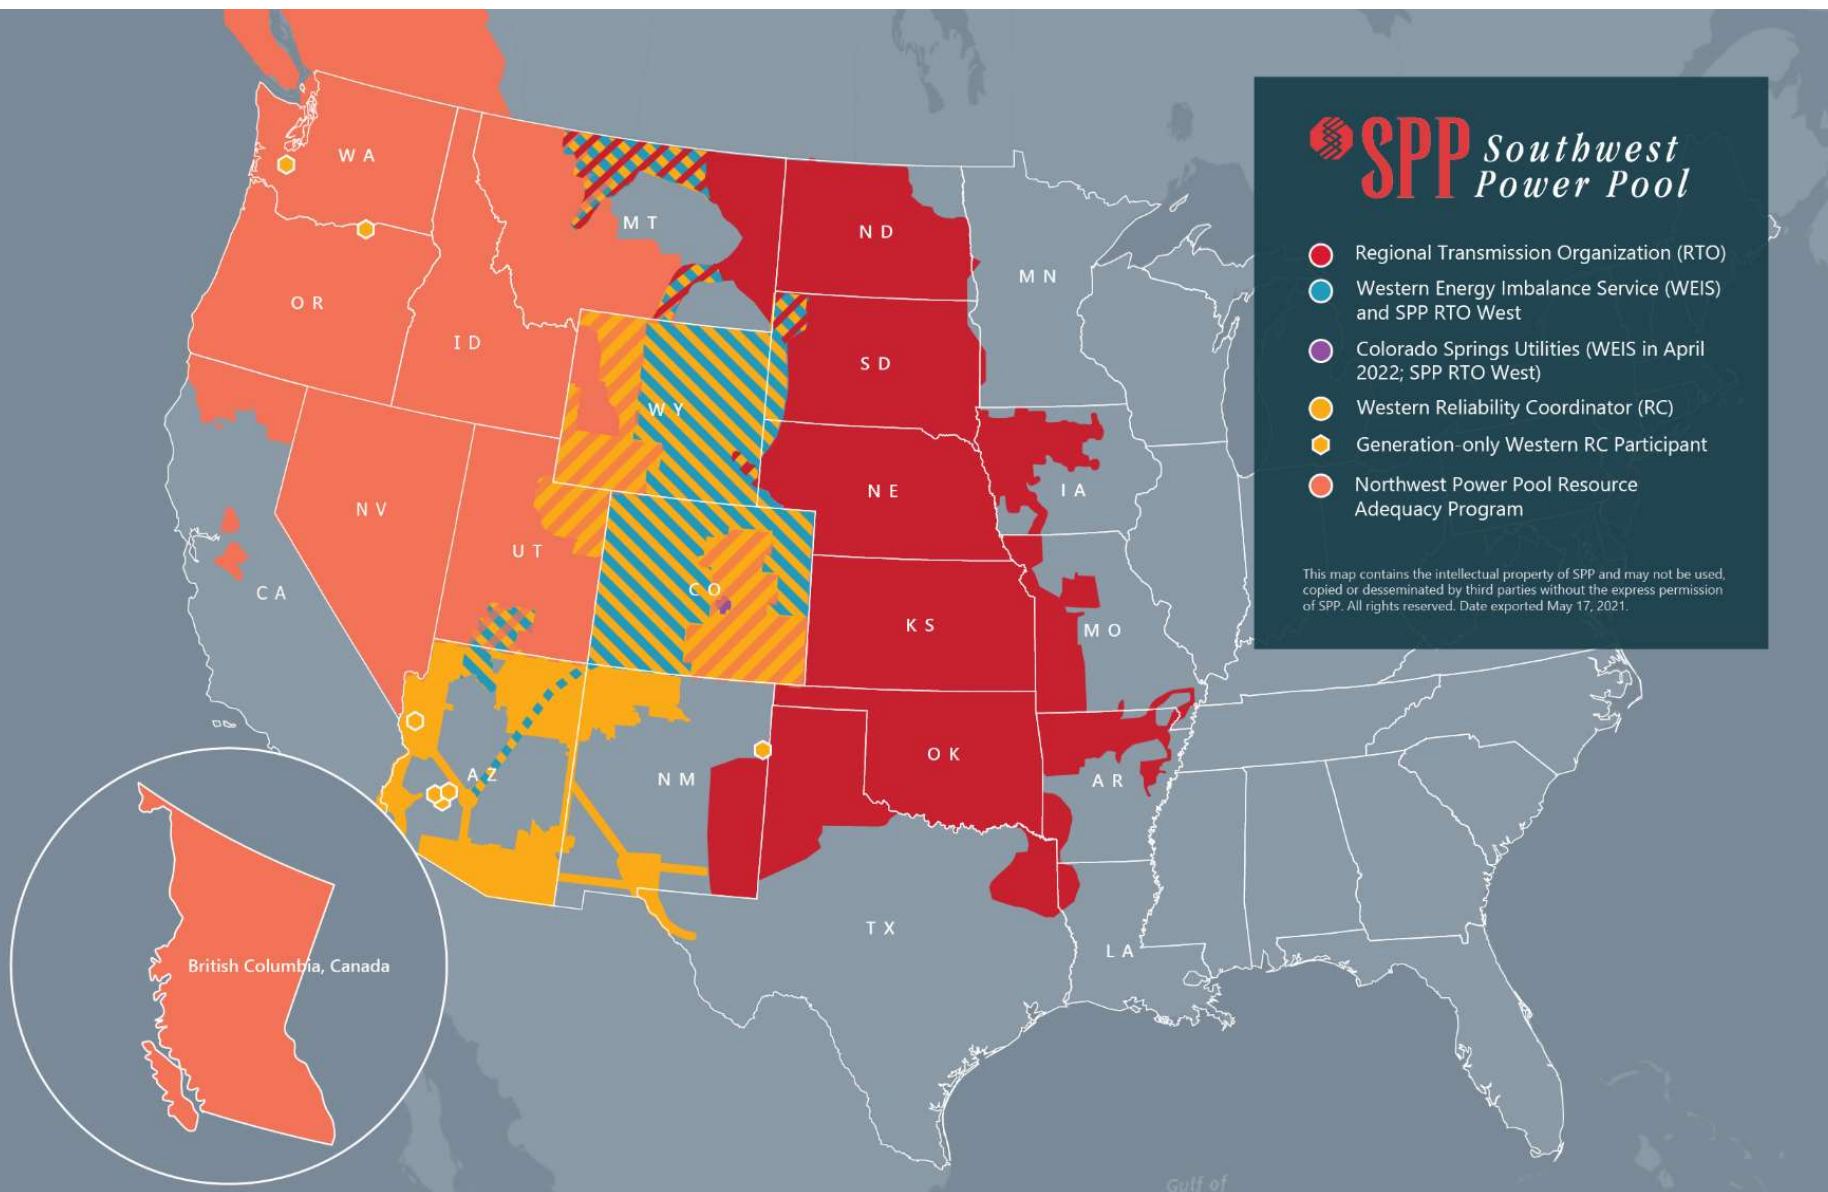 SPP Southwest
Power Pool
Regional Transmission Organization (RTO)
Western Energy Imbalance Service (WEIS)
and SPP RTO West
Colorado Springs Utilities (WEIS in April
2022; SPP RTO West)
Western Reliability Coordinator (RC)
Generation-only Western RC Participant
Northwest Power Pool Resource
Adequacy Program
This map contains the intellectual property of SPP and may not be used,
copied or desseminated by third parties without the express permission
of SPP. All rights reserved. Date exported May 17, 2021.
WA
MT
ND
MN
OR
ID
SD
WY
NE
IA
NV
UT
CO
CA
KS
MO
AZ
NM
OK
AR
TX
LA
British Columbia, Canada
Gulf of